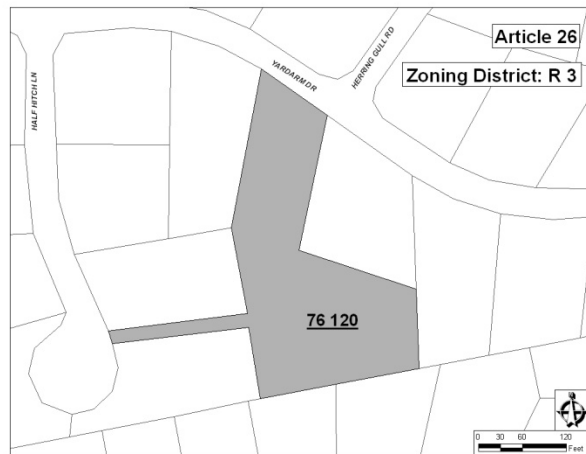 Article 26
Zoning District: R 3
HALF HITCH LN
YARDARM DR
HERRING GULL RD
76 120
0 30 60 120
Feet